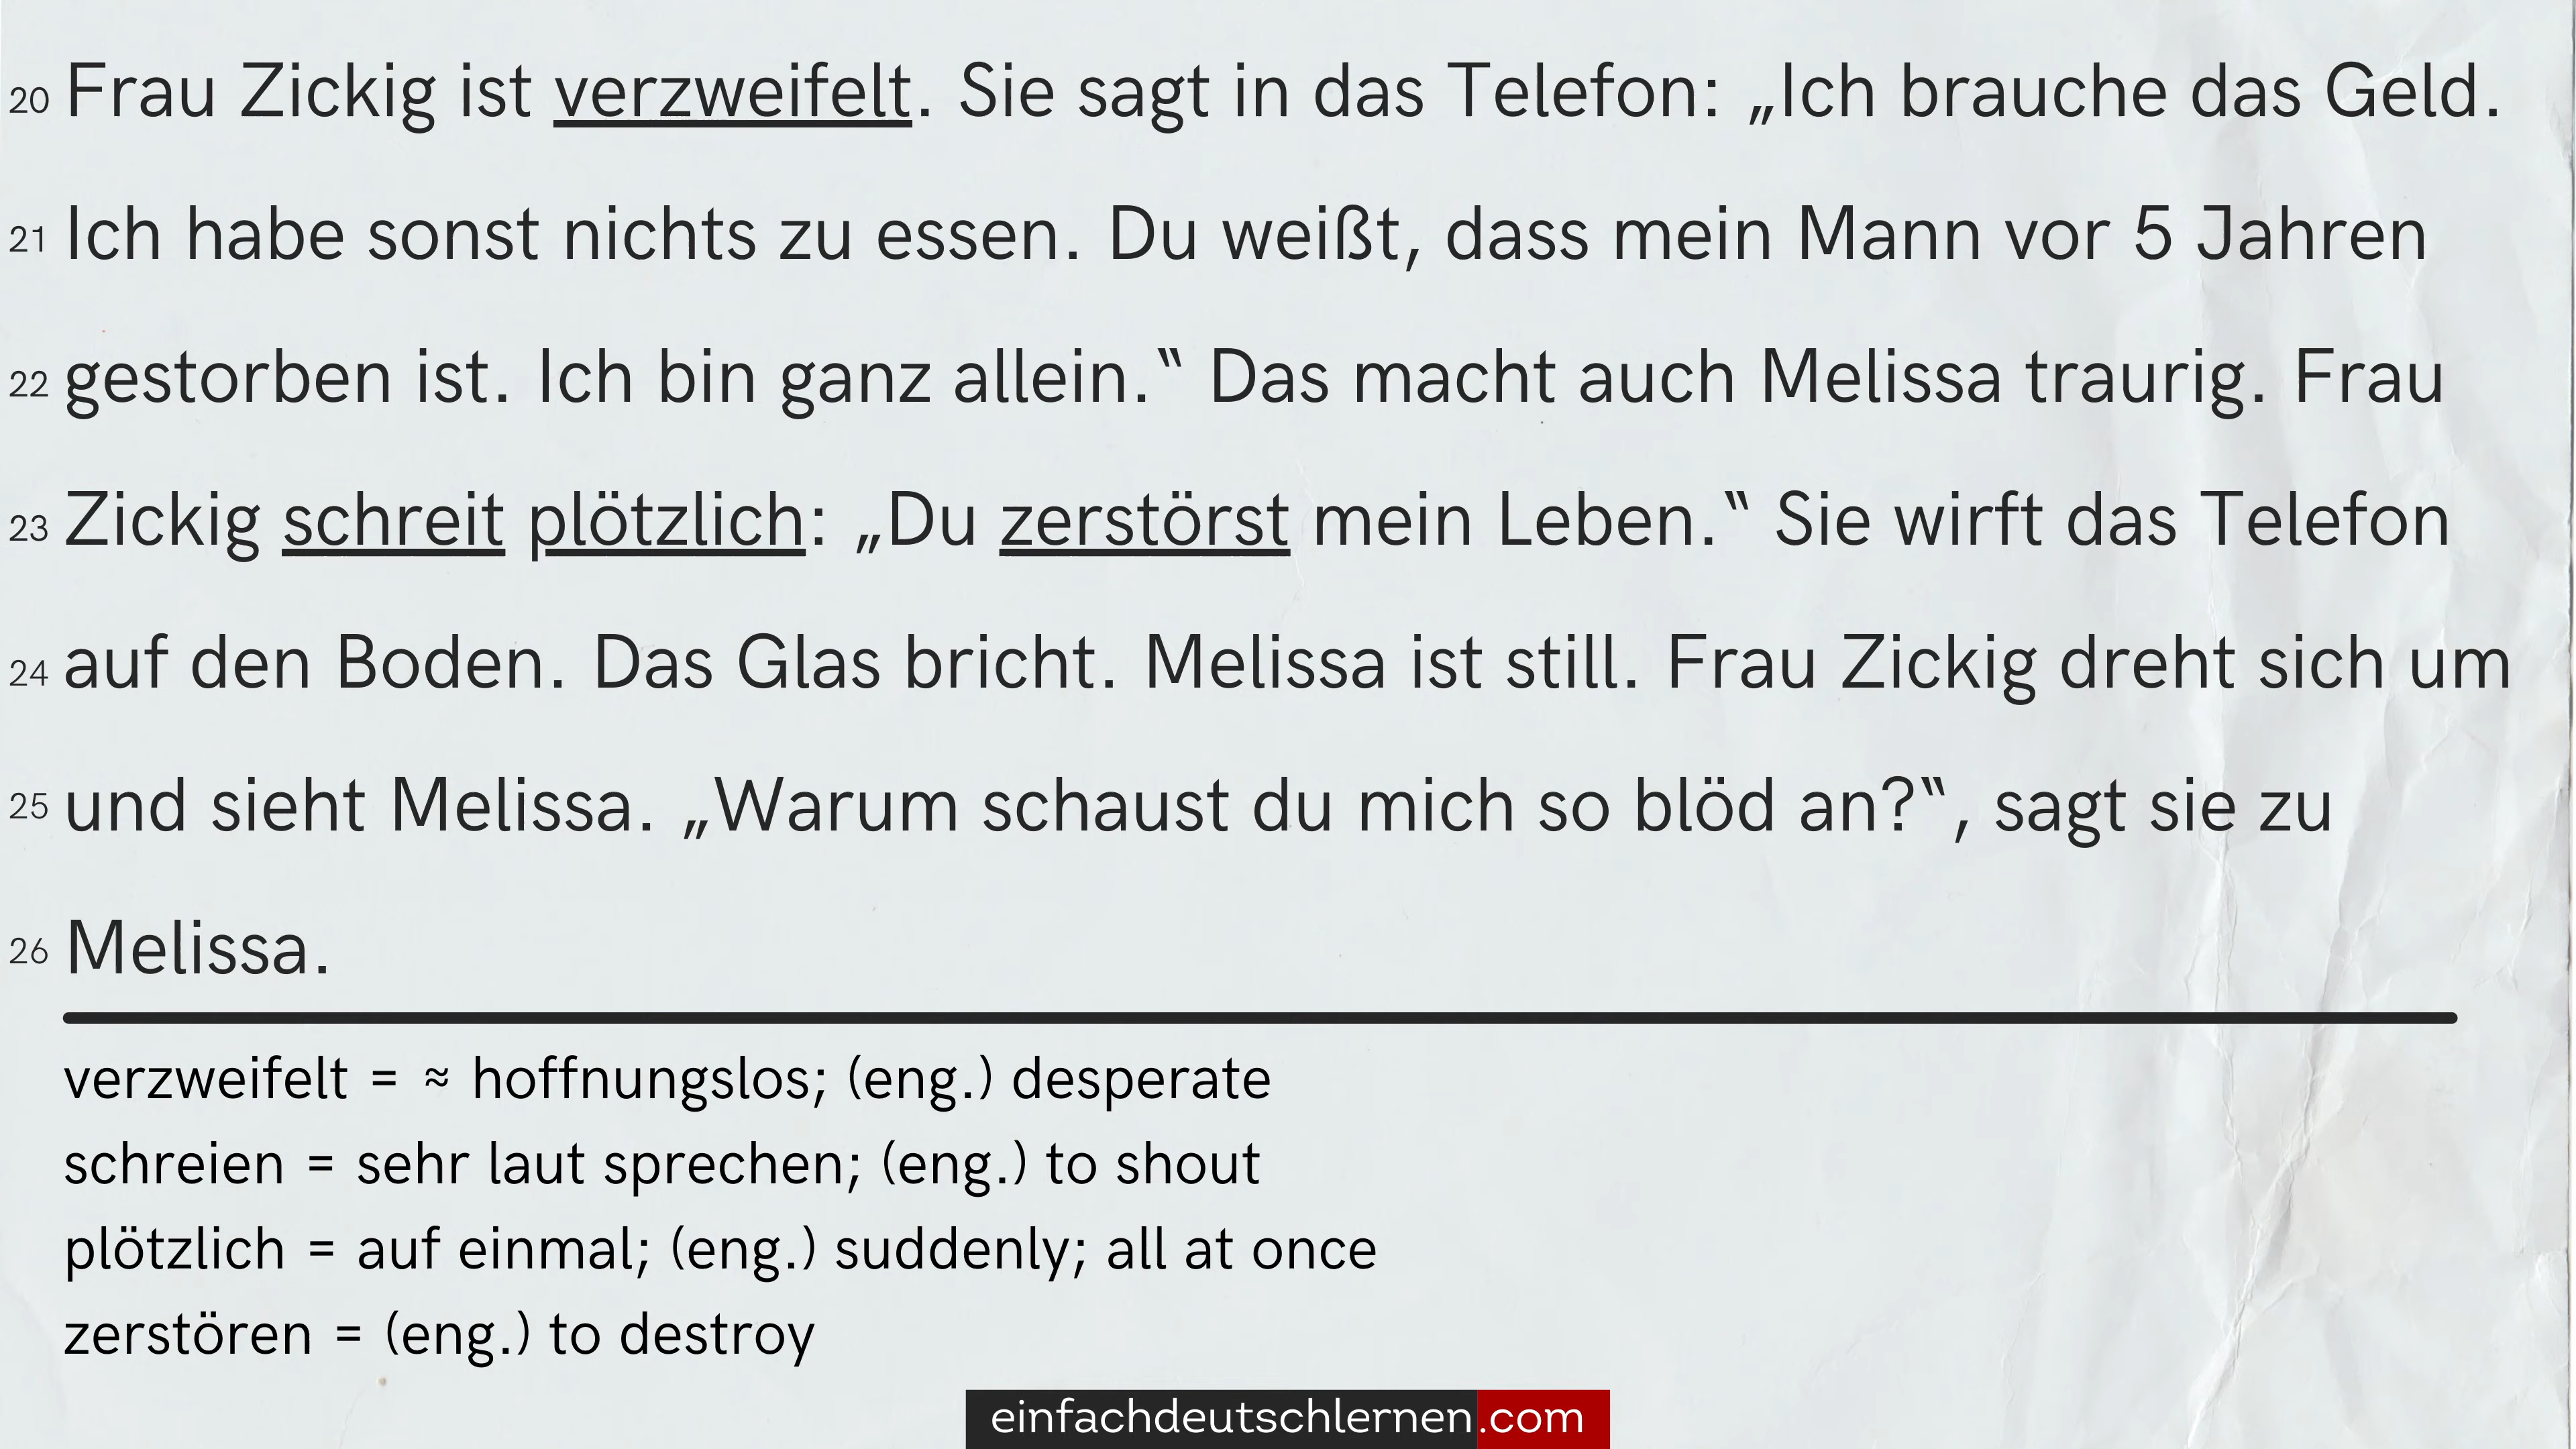 20 Frau Zickig ist verzweifelt. Sie sagt in das Telefon: „Ich brauche das Geld.
21 Ich habe sonst nichts zu essen. Du weißt, dass mein Mann vor 5 Jahren
22 gestorben ist. Ich bin ganz allein.‟ Das macht auch Melissa traurig. Frau
23 Zickig schreit plötzlich: „Du zerstörst mein Leben.‟ Sie wirft das Telefon
24 auf den Boden. Das Glas bricht. Melissa ist still. Frau Zickig dreht sich um
25 und sieht Melissa. „Warum schaust du mich so blöd an?‟, sagt sie zu
26 Melissa.
verzweifelt = ≈ hoffnungslos; (eng.) desperate
schreien = sehr laut sprechen; (eng.) to shout
plötzlich = auf einmal; (eng.) suddenly; all at once
zerstören = (eng.) to destroy
einfachdeutschlernen.com